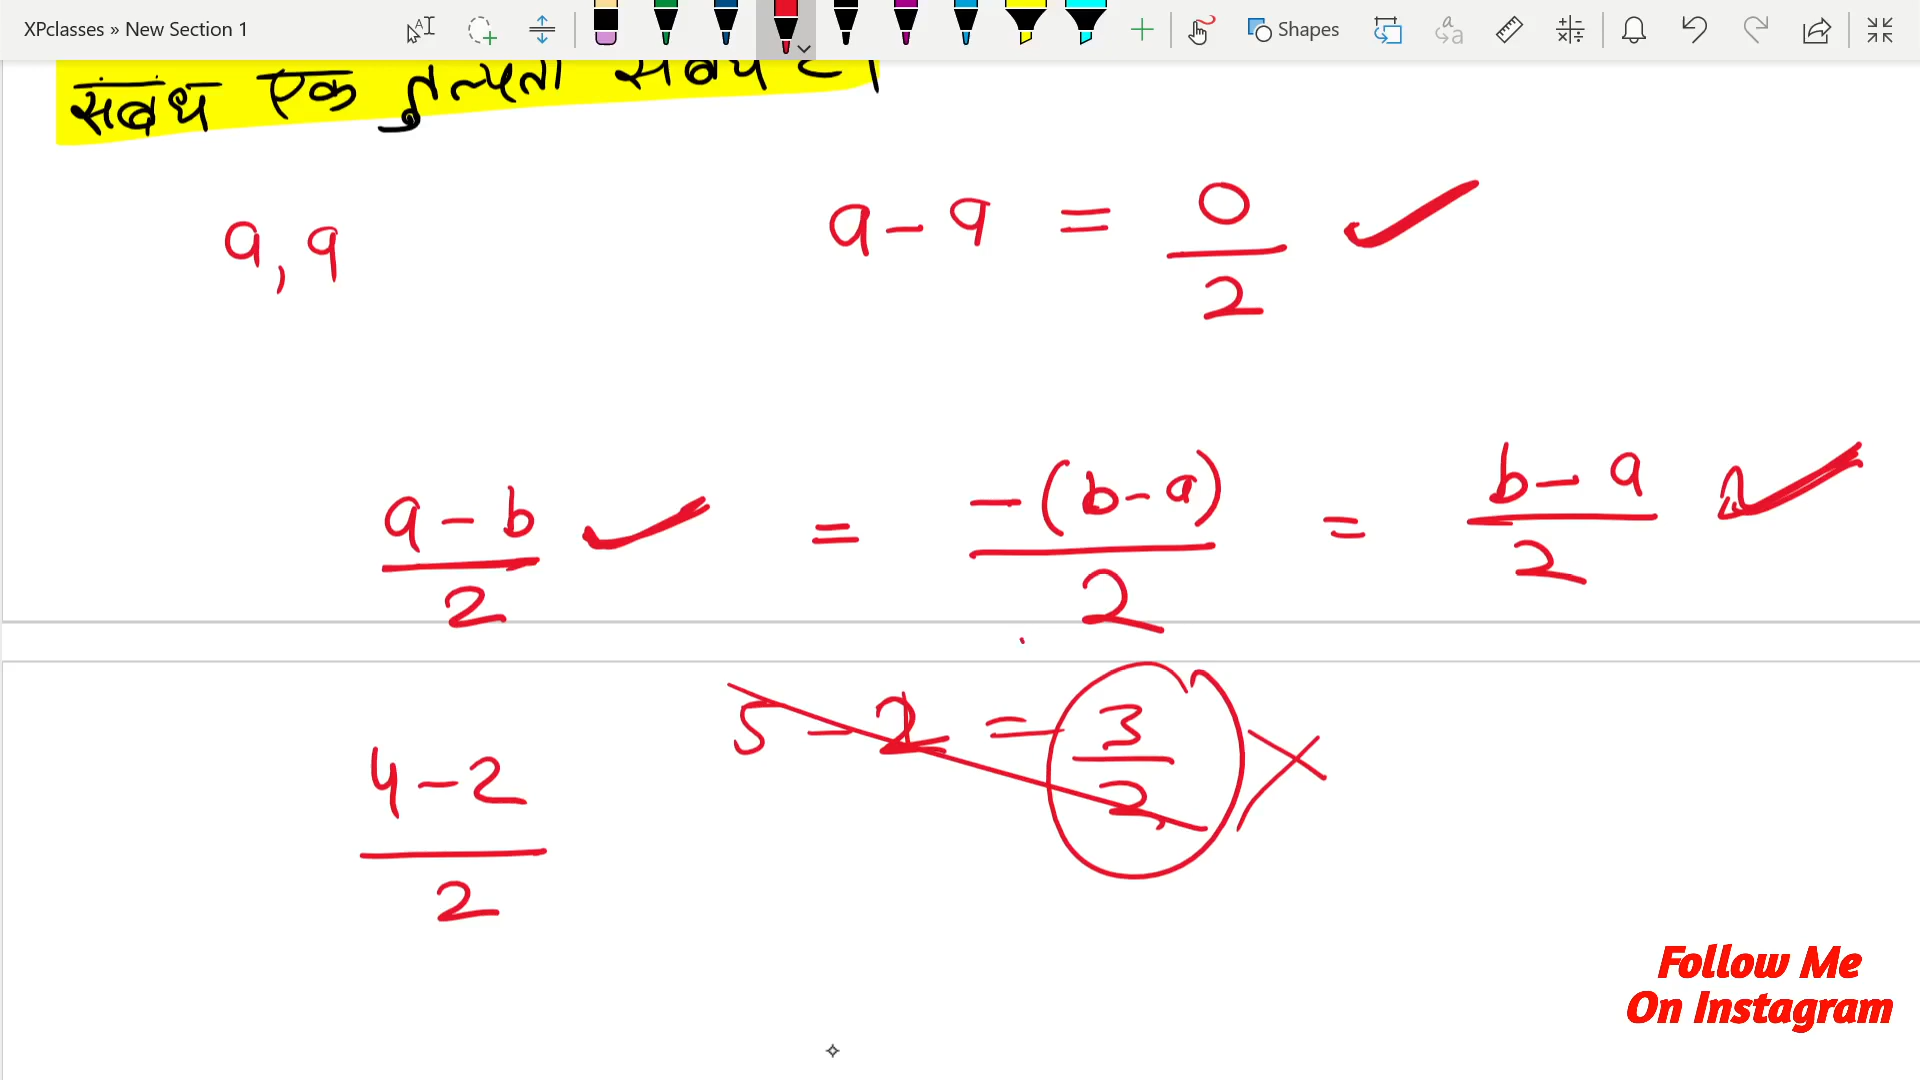 XPclasses » New Section 1
Shapes
संबंध एक तुल्यता संबंध है।
a, a
a - a = 0/2 ✓
(a - b)/2 ✓ = -(b - a)/2 = (b - a)/2 ✓
5 - 2 = 3/2 ×
(4 - 2)/2
Follow Me
On Instagram